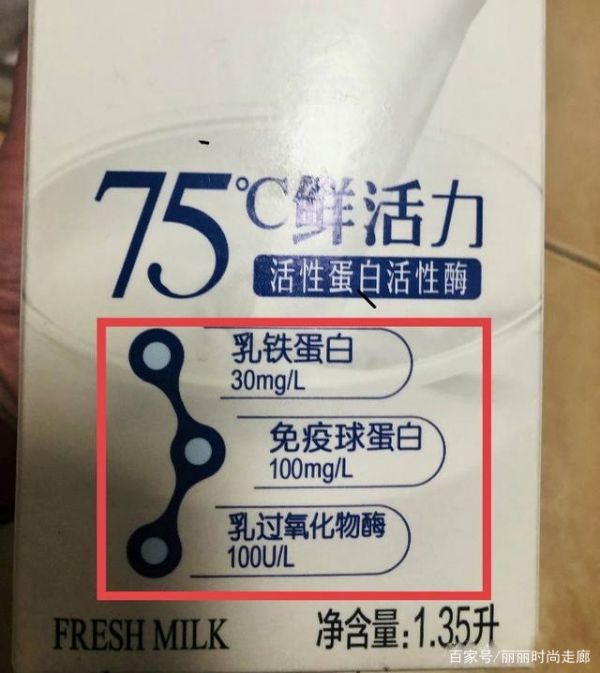 75℃鲜活力
活性蛋白活性酶
乳铁蛋白
30mg/L
免疫球蛋白
100mg/L
乳过氧化物酶
100U/L
FRESH MILK
净含量:1.35升
百家号/丽丽时尚走廊